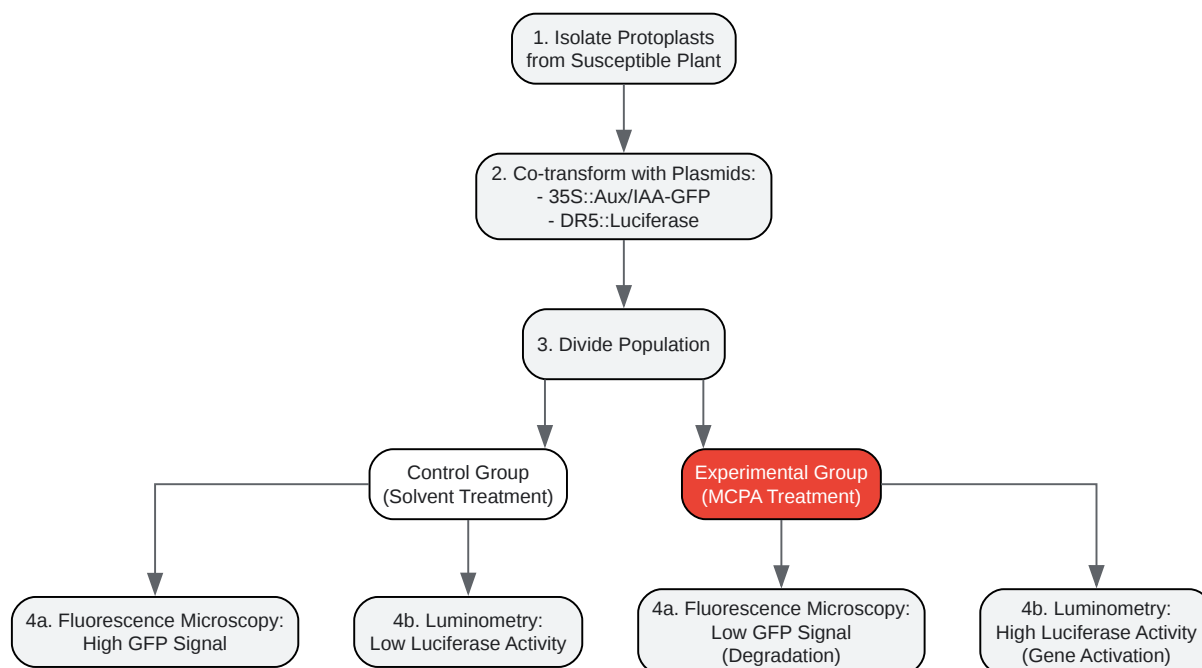 1. Isolate Protoplasts
from Susceptible Plant
2. Co-transform with Plasmids:
- 35S::Aux/IAA-GFP
- DR5::Luciferase
3. Divide Population
Control Group
(Solvent Treatment)
Experimental Group
(MCPA Treatment)
4a. Fluorescence Microscopy:
High GFP Signal
4b. Luminometry:
Low Luciferase Activity
4a. Fluorescence Microscopy:
Low GFP Signal
(Degradation)
4b. Luminometry:
High Luciferase Activity
(Gene Activation)